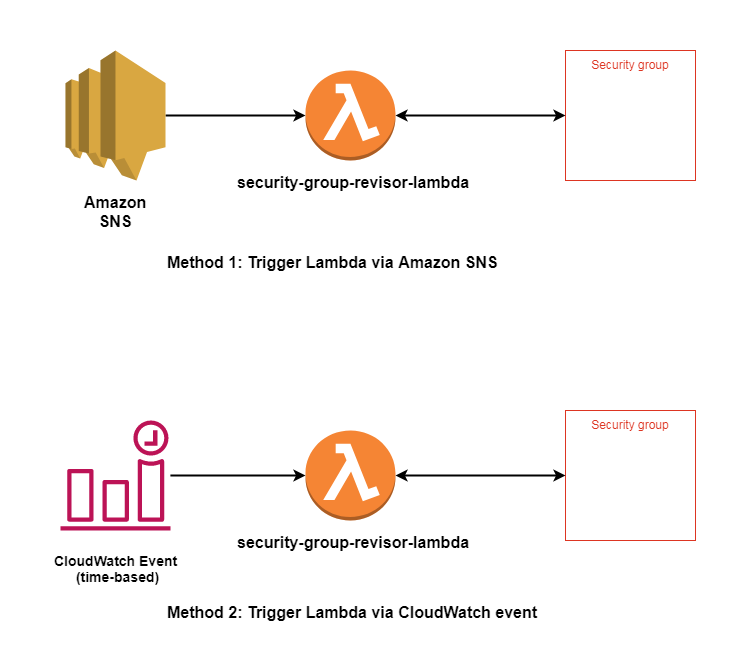 Security group
security-group-revisor-lambda
Amazon
SNS
Method 1: Trigger Lambda via Amazon SNS
Security group
security-group-revisor-lambda
CloudWatch Event
(time-based)
Method 2: Trigger Lambda via CloudWatch event